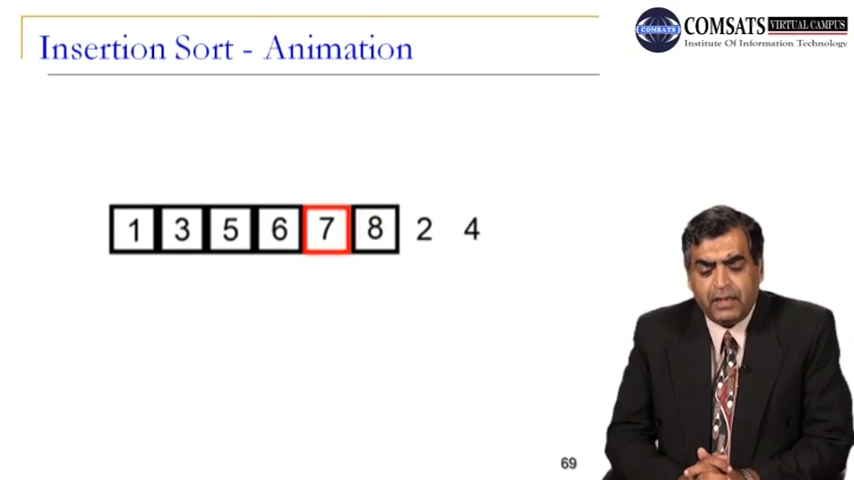 Insertion Sort - Animation
COMSATS VIRTUAL CAMPUS
COMSATS Institute Of Information Technology
1 3 5 6 7 8 2 4
69